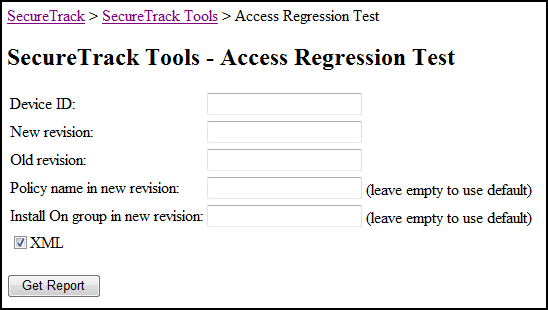 SecureTrack > SecureTrack Tools > Access Regression Test
SecureTrack Tools - Access Regression Test
Device ID:
New revision:
Old revision:
Policy name in new revision: (leave empty to use default)
Install On group in new revision: (leave empty to use default)
XML
Get Report